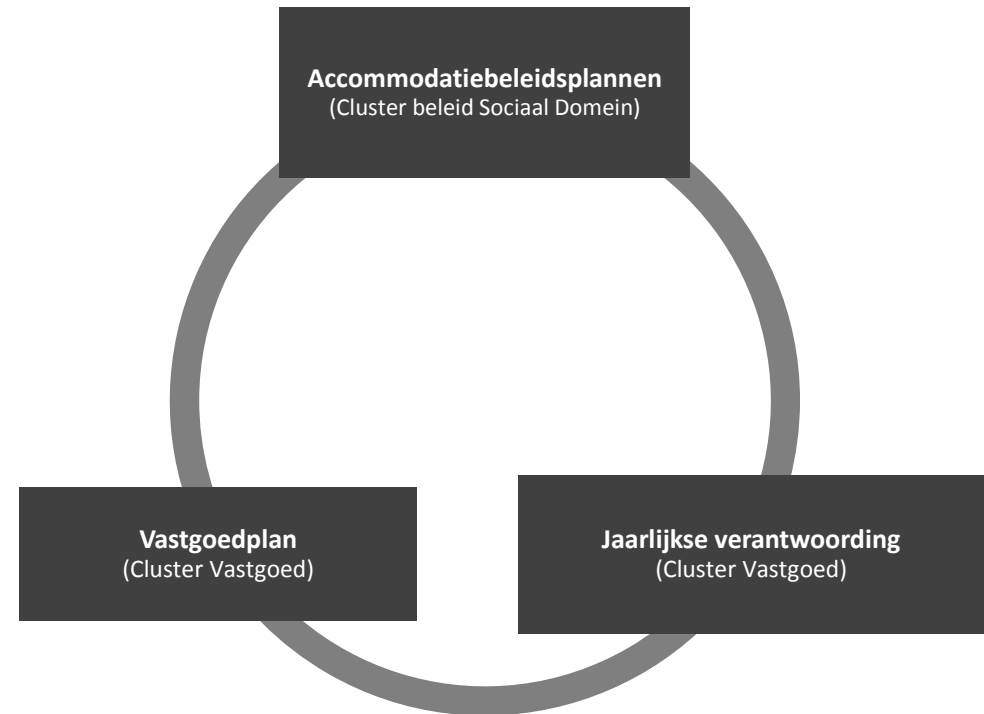 Accommodatiebeleidsplannen
(Cluster beleid Sociaal Domein)
Vastgoedplan
(Cluster Vastgoed)
Jaarlijkse verantwoording
(Cluster Vastgoed)